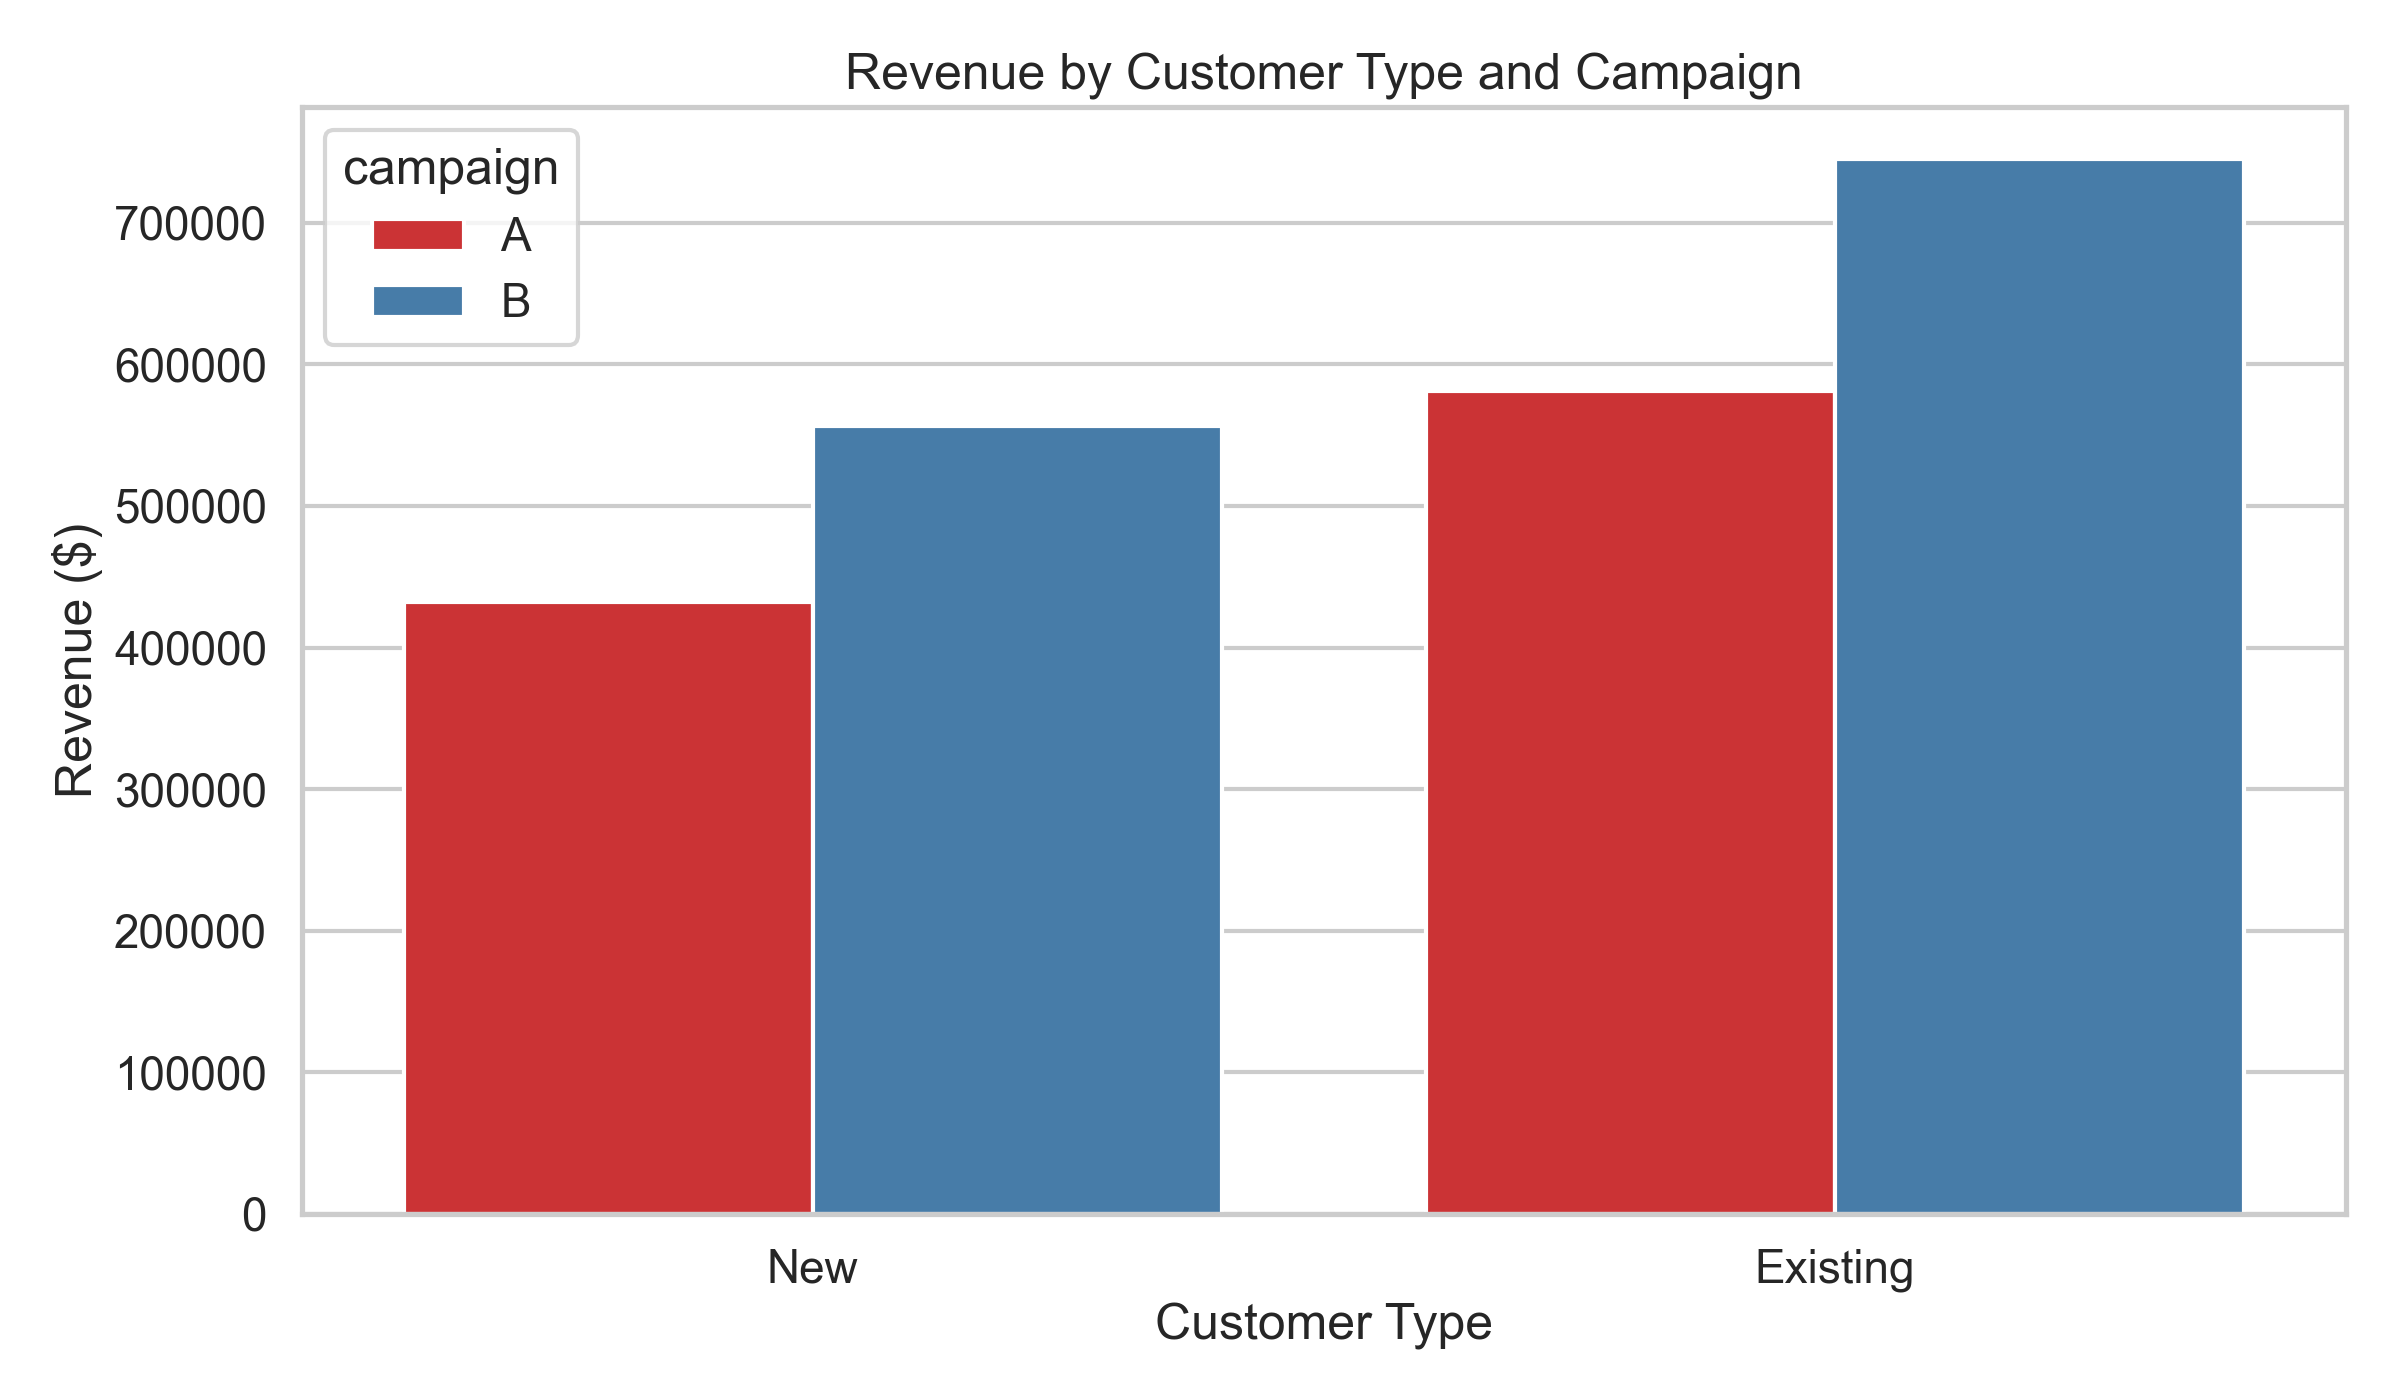 Revenue by Customer Type and Campaign
campaign
A
B
700000
600000
500000
400000
300000
200000
100000
0
Revenue ($)
New
Existing
Customer Type